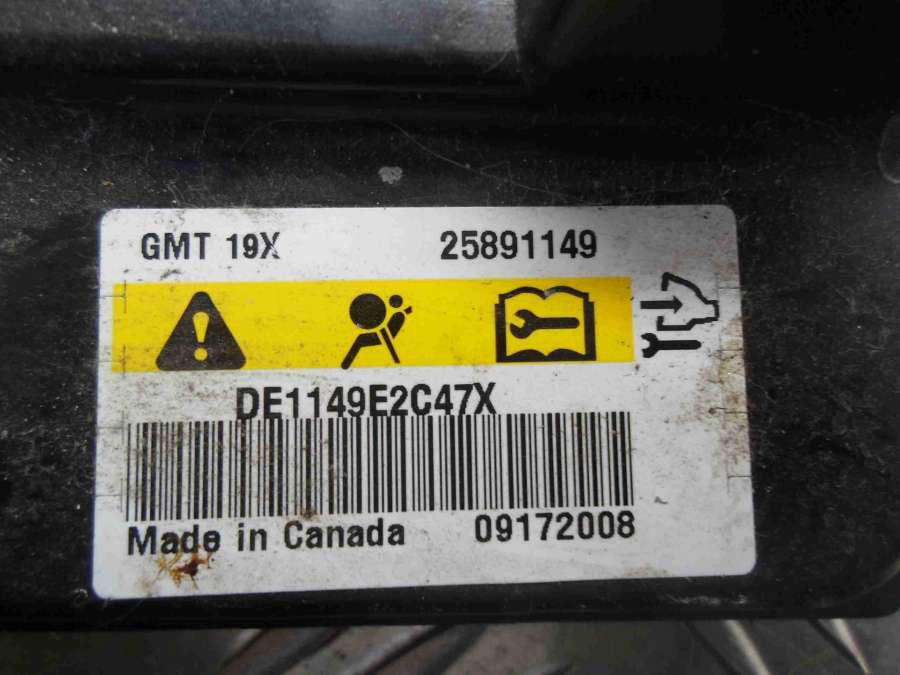 GMT 19X 25891149
DE1149E2C47X
Made in Canada 09172008